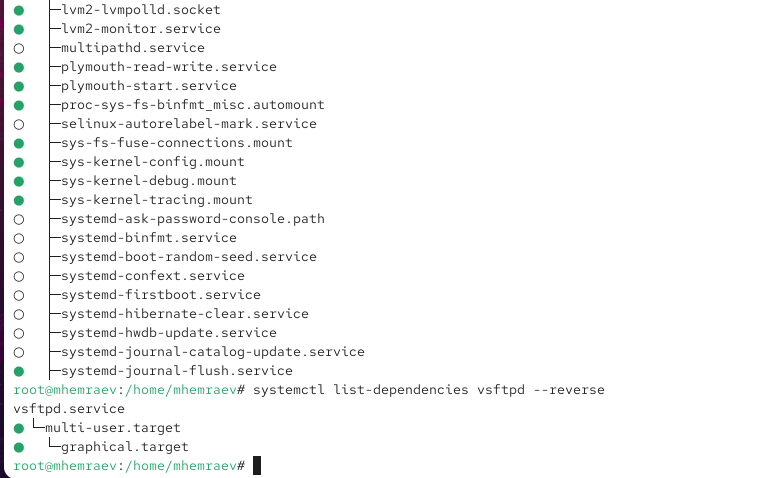 ● ├─lvm2-lvmpolld.socket
● ├─lvm2-monitor.service
○ ├─multipathd.service
● ├─plymouth-read-write.service
● ├─plymouth-start.service
● ├─proc-sys-fs-binfmt_misc.automount
○ ├─selinux-autorelabel-mark.service
● ├─sys-fs-fuse-connections.mount
● ├─sys-kernel-config.mount
● ├─sys-kernel-debug.mount
● ├─sys-kernel-tracing.mount
○ ├─systemd-ask-password-console.path
○ ├─systemd-binfmt.service
○ ├─systemd-boot-random-seed.service
○ ├─systemd-confext.service
○ ├─systemd-firstboot.service
○ ├─systemd-hibernate-clear.service
○ ├─systemd-hwdb-update.service
○ ├─systemd-journal-catalog-update.service
● ├─systemd-journal-flush.service
root@mhemraev:/home/mhemraev# systemctl list-dependencies vsftpd --reverse
vsftpd.service
● └─multi-user.target
●   └─graphical.target
root@mhemraev:/home/mhemraev#